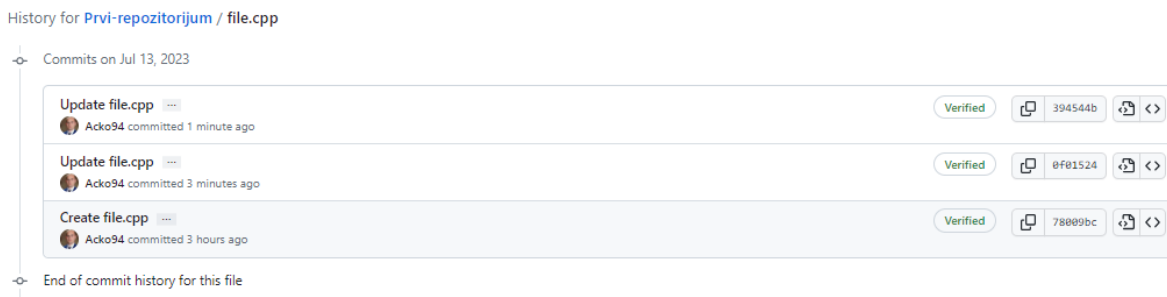 History for Prvi-repozitorijum / file.cpp
Commits on Jul 13, 2023
Update file.cpp ...
Verified 394544b
Acko94 committed 1 minute ago
Update file.cpp ...
Verified 0f01524
Acko94 committed 3 minutes ago
Create file.cpp ...
Verified 78009bc
Acko94 committed 3 hours ago
End of commit history for this file